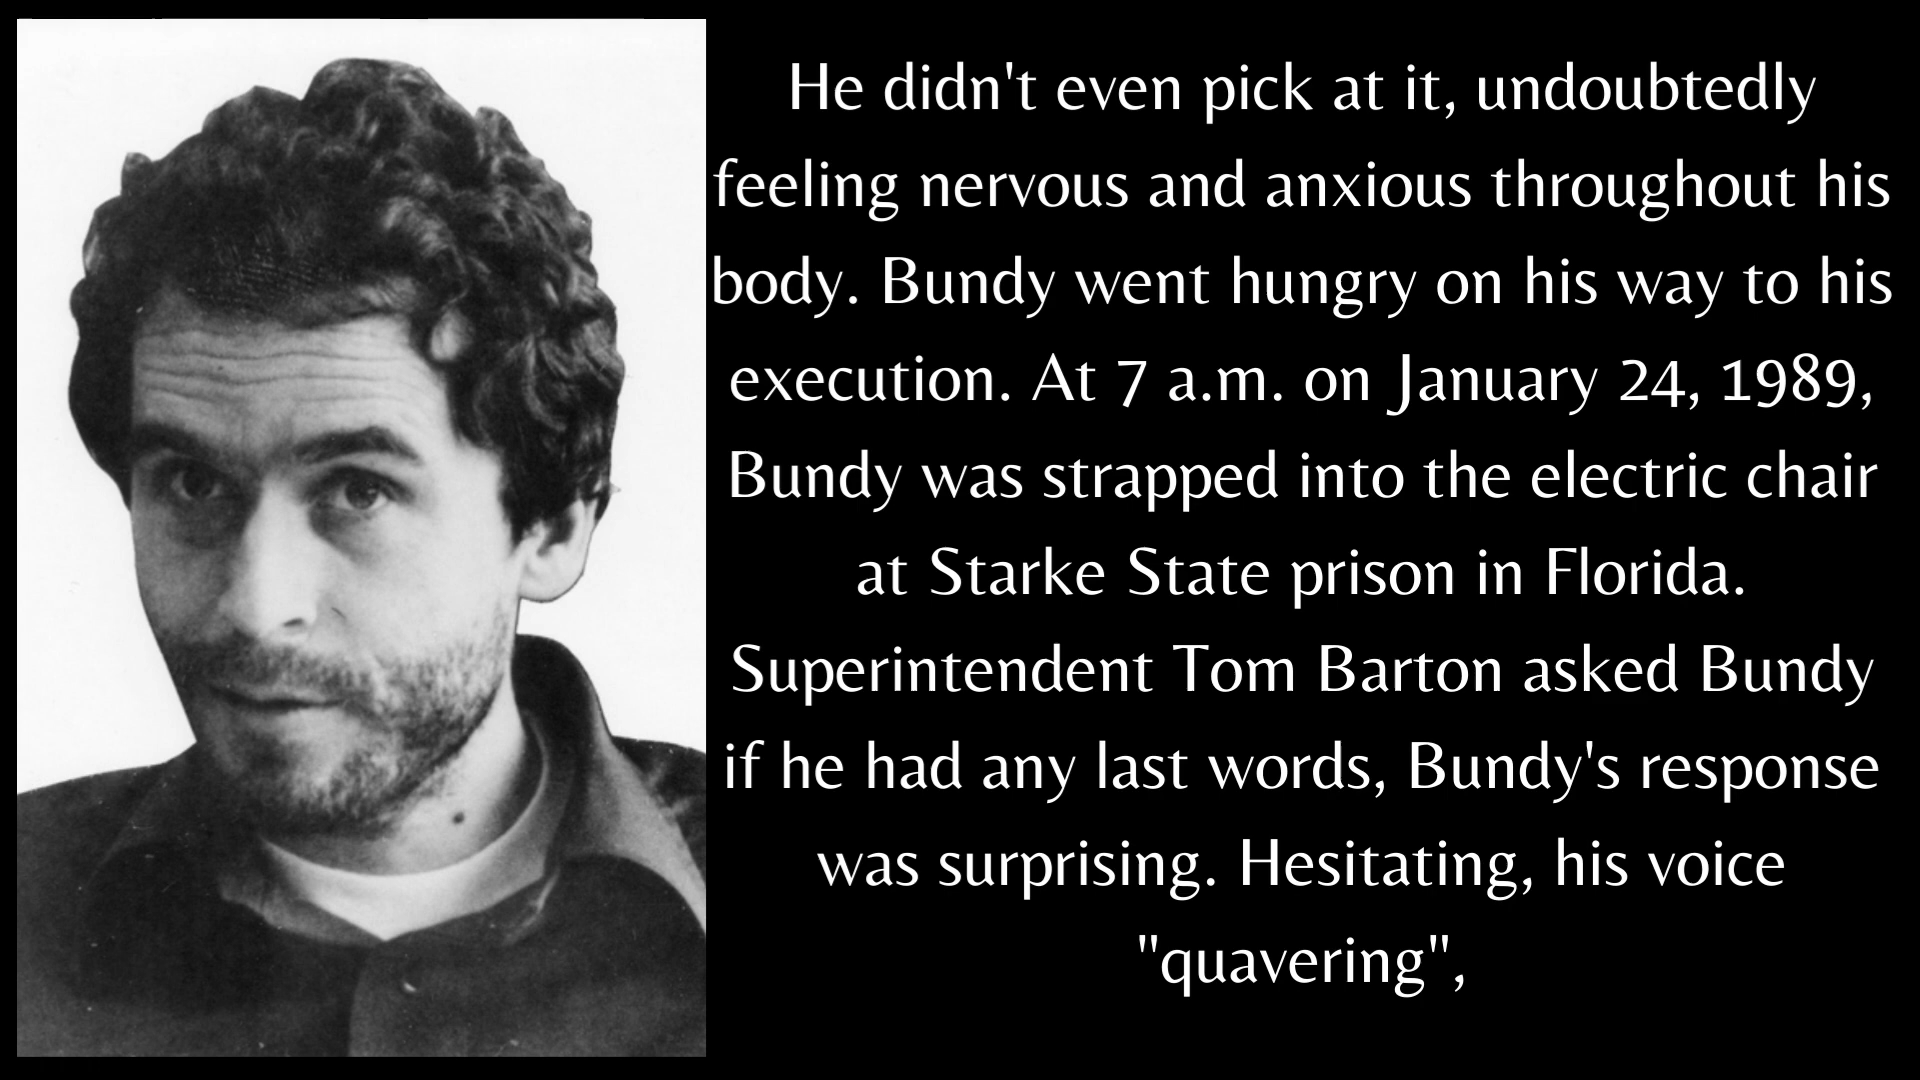 He didn't even pick at it, undoubtedly
feeling nervous and anxious throughout his
body. Bundy went hungry on his way to his
execution. At 7 a.m. on January 24, 1989,
Bundy was strapped into the electric chair
at Starke State prison in Florida.
Superintendent Tom Barton asked Bundy
if he had any last words, Bundy's response
was surprising. Hesitating, his voice
"quavering",